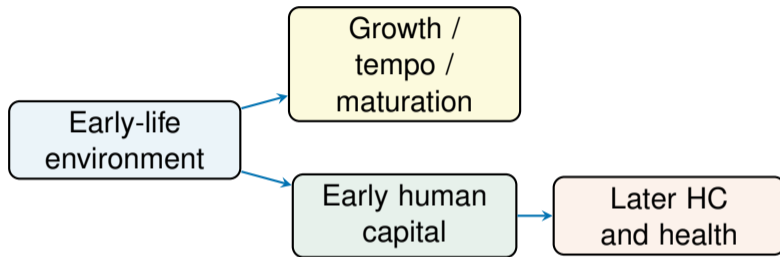 Growth /
tempo /
maturation
Early-life
environment
Early human
capital
Later HC
and health